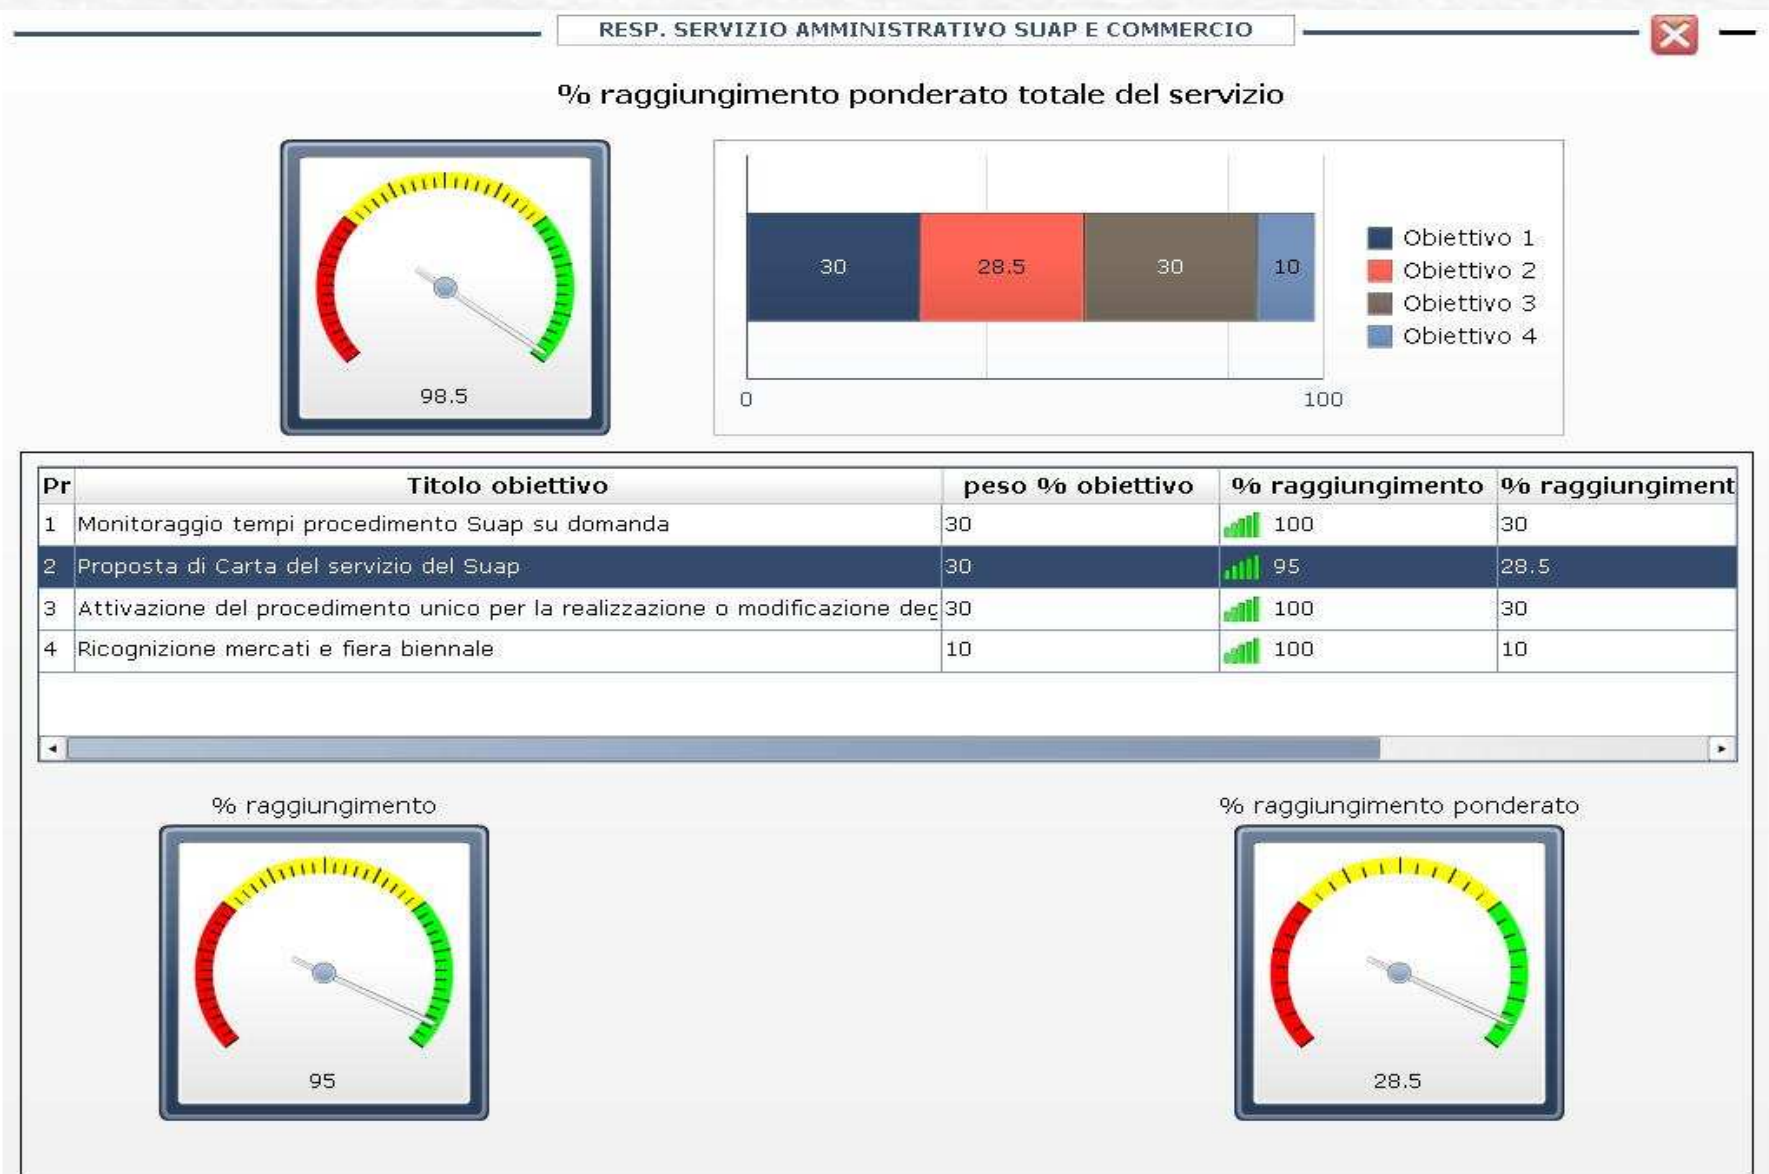 RESP. SERVIZIO AMMINISTRATIVO SUAP E COMMERCIO
% raggiungimento ponderato totale del servizio
98.5
30 28.5 30 10
0 100
Obiettivo 1
Obiettivo 2
Obiettivo 3
Obiettivo 4
Pr Titolo obiettivo peso % obiettivo % raggiungimento % raggiungiment
1 Monitoraggio tempi procedimento Suap su domanda 30 100 30
2 Proposta di Carta del servizio del Suap 30 95 28.5
3 Attivazione del procedimento unico per la realizzazione o modificazione deg 30 100 30
4 Ricognizione mercati e fiera biennale 10 100 10
% raggiungimento % raggiungimento ponderato
95 28.5